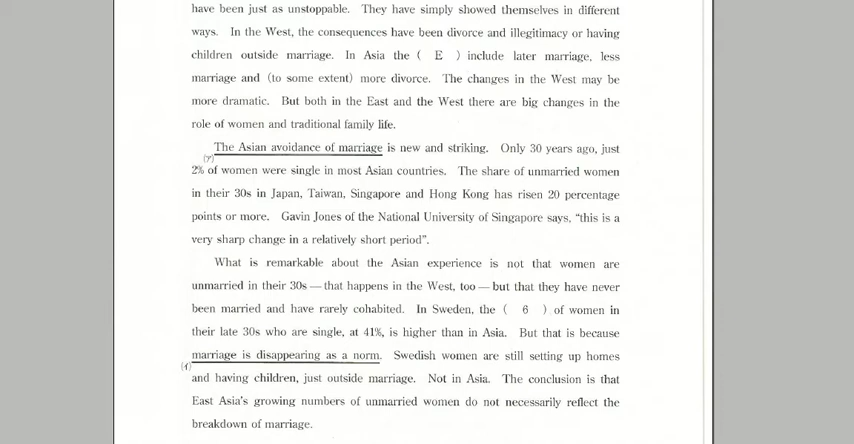 have been just as unstoppable. They have simply showed themselves in different
ways. In the West, the consequences have been divorce and illegitimacy or having
children outside marriage. In Asia the ( E ) include later marriage, less
marriage and (to some extent) more divorce. The changes in the West may be
more dramatic. But both in the East and the West there are big changes in the
role of women and traditional family life.
The Asian avoidance of marriage is new and striking. Only 30 years ago, just
(ア)
2% of women were single in most Asian countries. The share of unmarried women
in their 30s in Japan, Taiwan, Singapore and Hong Kong has risen 20 percentage
points or more. Gavin Jones of the National University of Singapore says, “this is a
very sharp change in a relatively short period”.
What is remarkable about the Asian experience is not that women are
unmarried in their 30s — that happens in the West, too — but that they have never
been married and have rarely cohabited. In Sweden, the ( 6 ) of women in
their late 30s who are single, at 41%, is higher than in Asia. But that is because
marriage is disappearing as a norm. Swedish women are still setting up homes
(イ)
and having children, just outside marriage. Not in Asia. The conclusion is that
East Asia's growing numbers of unmarried women do not necessarily reflect the
breakdown of marriage.